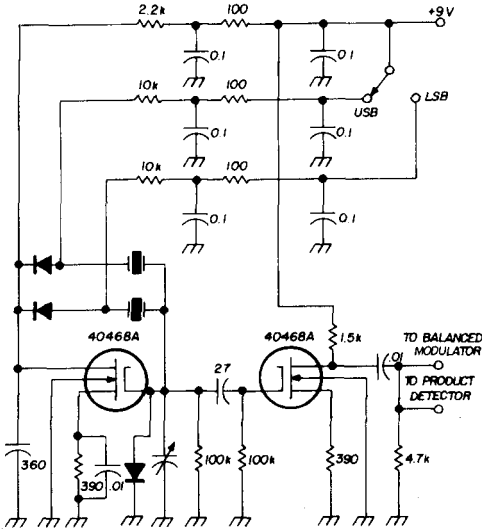 2.2k
100
+9V
0.1
0.1
10k
100
USB
LSB
0.1
0.1
10k
100
0.1
0.1
40468A
40468A
1.5k
TO BALANCED
MODULATOR
TO PRODUCT
DETECTOR
27
.01
360
390
.01
100k
100k
390
4.7k